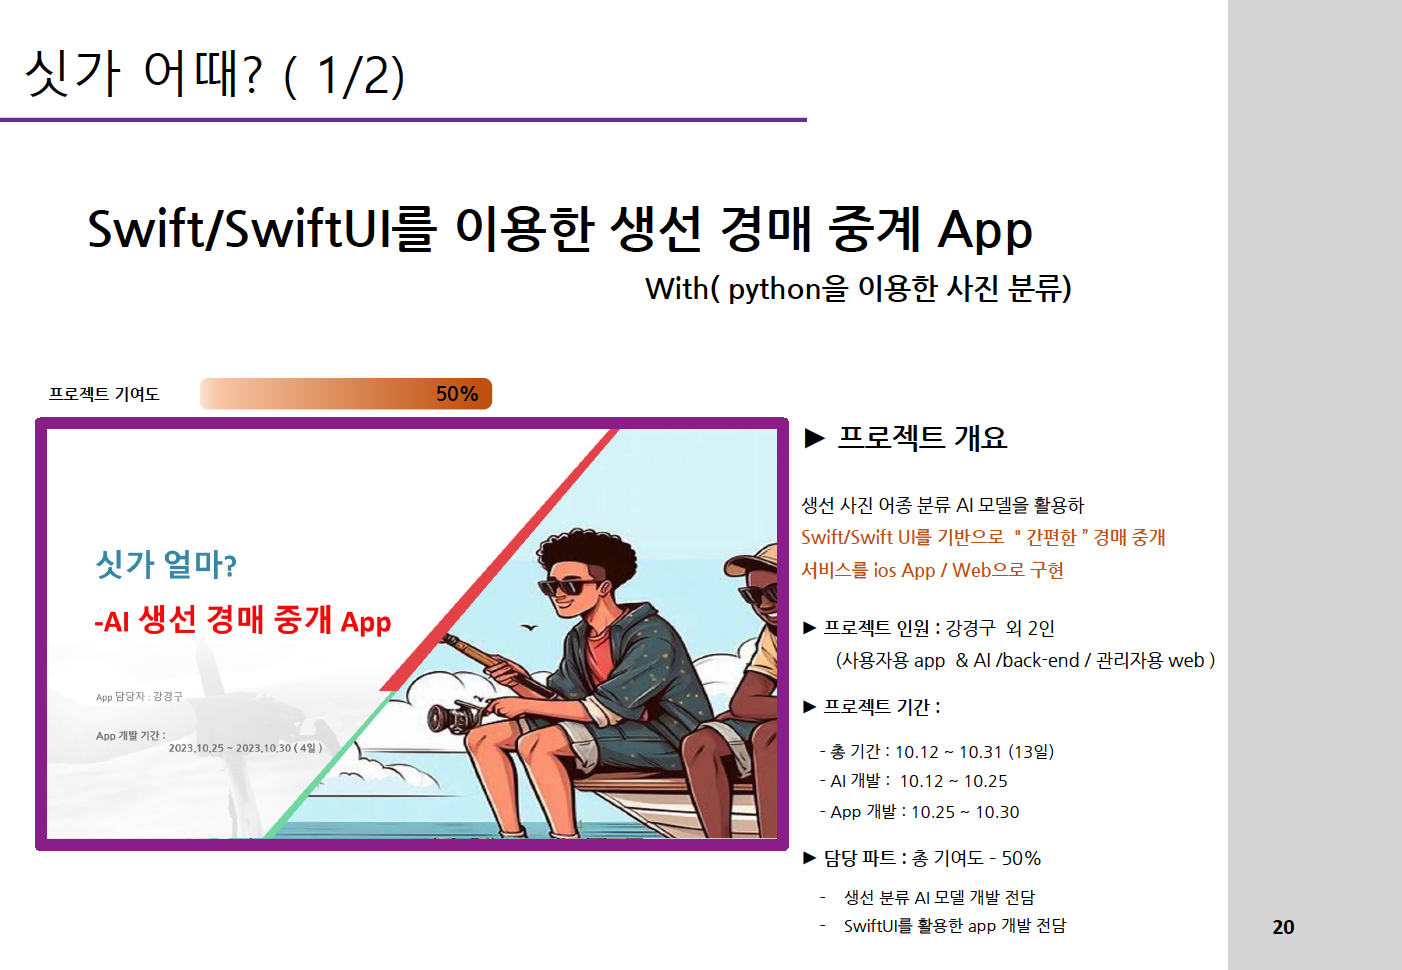 싯가 어때? ( 1/2)
Swift/SwiftUI를 이용한 생선 경매 중계 App
With( python을 이용한 사진 분류)
프로젝트 기여도
50%
싯가 얼마?
-AI 생선 경매 중개 App
App 담당자 : 강경구
App 개발 기간 :
2023.10.25 ~ 2023.10.30 ( 4일 )
► 프로젝트 개요
생선 사진 어종 분류 AI 모델을 활용하
Swift/Swift UI를 기반으로 " 간편한 ” 경매 중개
서비스를 ios App / Web으로 구현
► 프로젝트 인원 : 강경구 외 2인
(사용자용 app & AI /back-end / 관리자용 web )
► 프로젝트 기간 :
- 총 기간 : 10.12 ~ 10.31 (13일)
- AI 개발 : 10.12 ~ 10.25
- App 개발 : 10.25 ~ 10.30
► 담당 파트 : 총 기여도 – 50%
- 생선 분류 AI 모델 개발 전담
- SwiftUI를 활용한 app 개발 전담
20